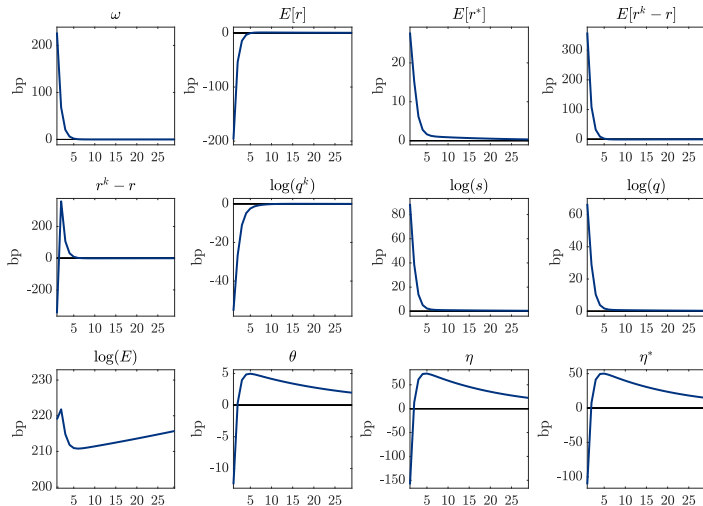 ω E[r] E[r*] E[r^k − r]
200 100 0 bp 5 10 15 20 25
0 -100 -200 bp 5 10 15 20 25
20 10 0 bp 5 10 15 20 25
300 200 100 0 bp 5 10 15 20 25
r^k − r log(q^k) log(s) log(q)
200 0 -200 bp 5 10 15 20 25
0 -20 -40 bp 5 10 15 20 25
80 60 40 20 0 bp 5 10 15 20 25
60 40 20 0 bp 5 10 15 20 25
log(E) θ η η*
230 220 210 200 bp 5 10 15 20 25
5 0 -5 -10 bp 5 10 15 20 25
50 0 -50 -100 -150 bp 5 10 15 20 25
50 0 -50 -100 bp 5 10 15 20 25